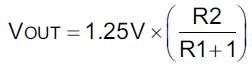 VOUT = 1.25V × (R2 / (R1 + 1))